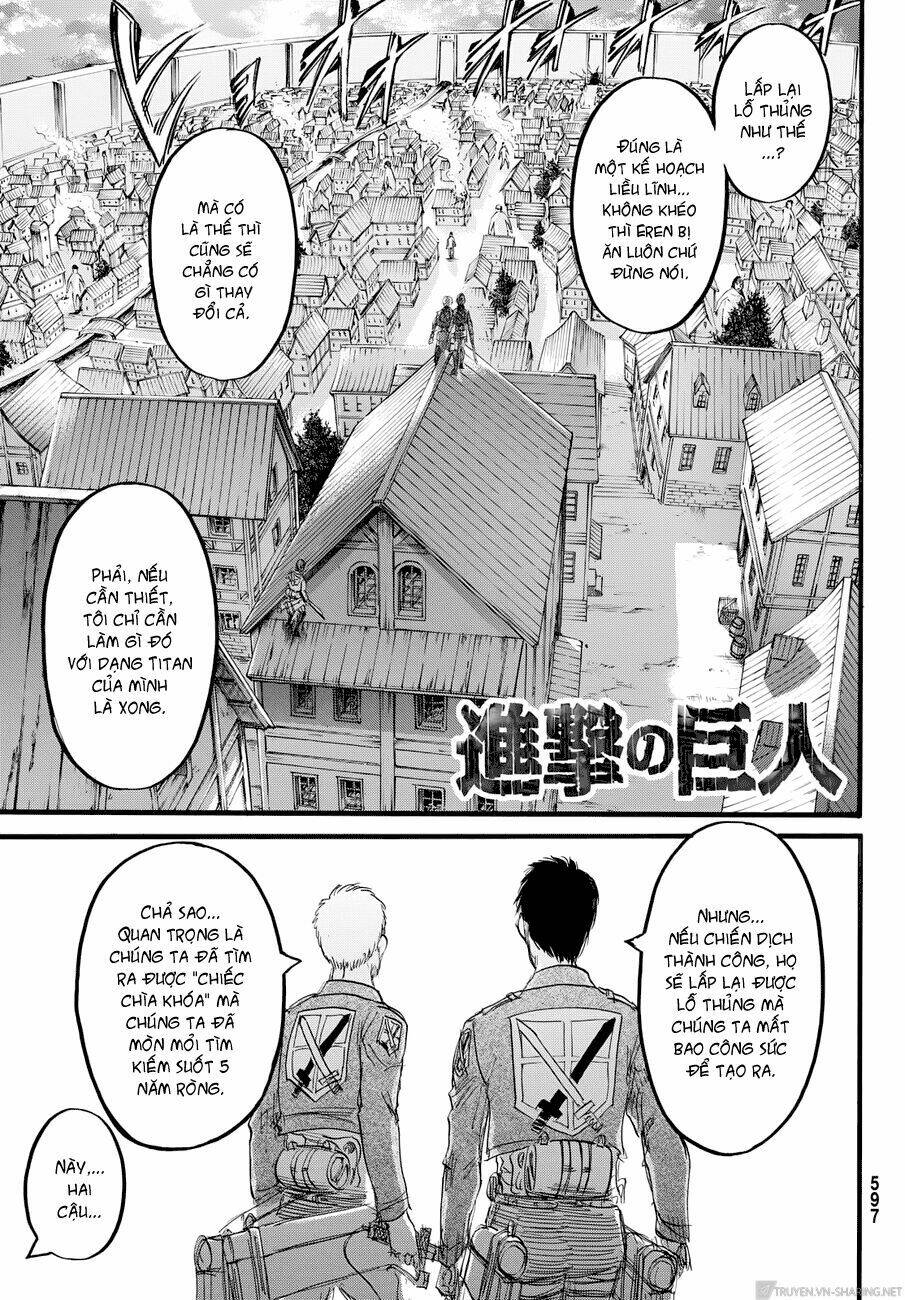 ドオオオオオ
LẤP LẠI
LỖ THỦNG
NHƯ THẾ
...?
ĐÚNG LÀ
MỘT KẾ HOẠCH
LIỀU LĨNH...
KHÔNG KHÉO
THÌ EREN BỊ
ĂN LUÔN CHỨ
ĐỪNG NÓI.
MÀ CÓ
LÀ THẾ THÌ
CŨNG SẼ
CHẲNG CÓ
GÌ THAY
ĐỔI CẢ.
PHẢI, NẾU
CẦN THIẾT,
TÔI CHỈ CẦN
LÀM GÌ ĐÓ
VỚI DẠNG TITAN
CỦA MÌNH
LÀ XONG.
進撃の巨人
NHƯNG...
NẾU CHIẾN DỊCH
THÀNH CÔNG, HỌ
SẼ LẤP LẠI ĐƯỢC
LỖ THỦNG MÀ
CHÚNG TA MẤT
BAO CÔNG SỨC
ĐỂ TẠO RA.
CHẢ SAO...
QUAN TRỌNG LÀ
CHÚNG TA ĐÃ TÌM
RA ĐƯỢC "CHIẾC
CHÌA KHÓA" MÀ
CHÚNG TA ĐÃ
MÒN MỎI TÌM
KIẾM SUỐT 5
NĂM RÒNG.
NÀY,...
HAI
CẬU...
597
TRUYEN.VN-SHARING.NET